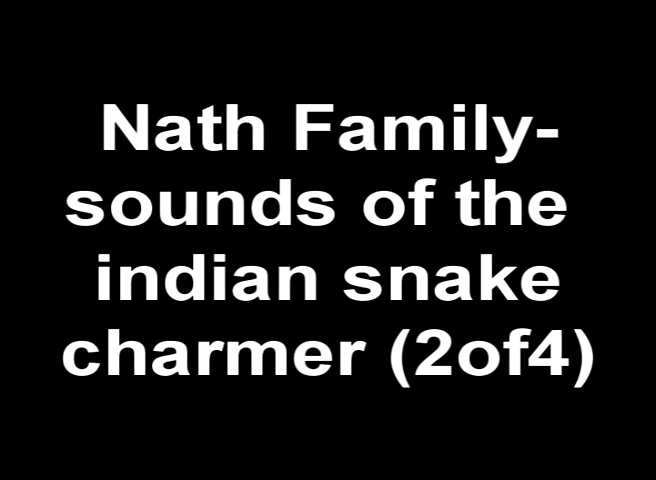 Nath Family-
sounds of the
indian snake
charmer (2of4)